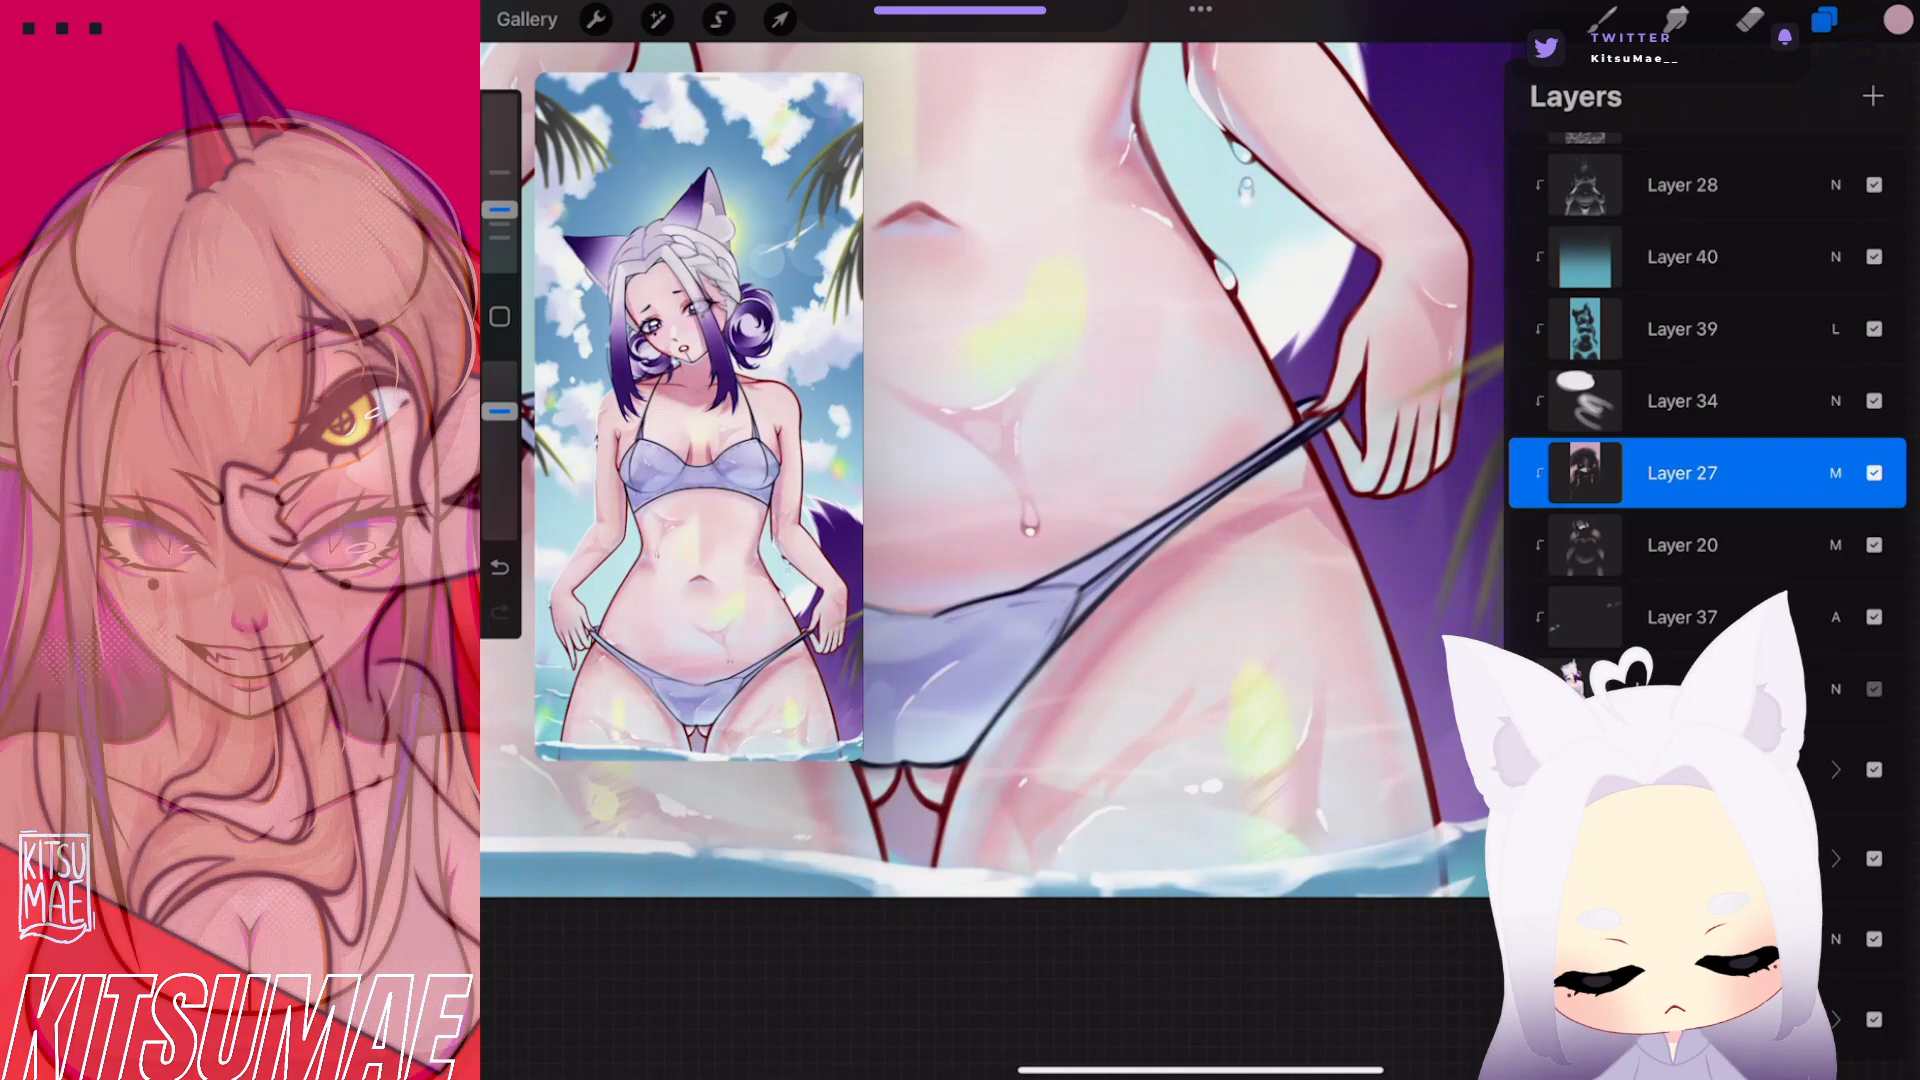 Gallery
TWITTER
KitsuMae__
Layers
Layer 28 N
Layer 40 N
Layer 39 L
Layer 34 N
Layer 27 M
Layer 20 M
Layer 37 A
N
N
KITSU
MAE
KITSUMAE